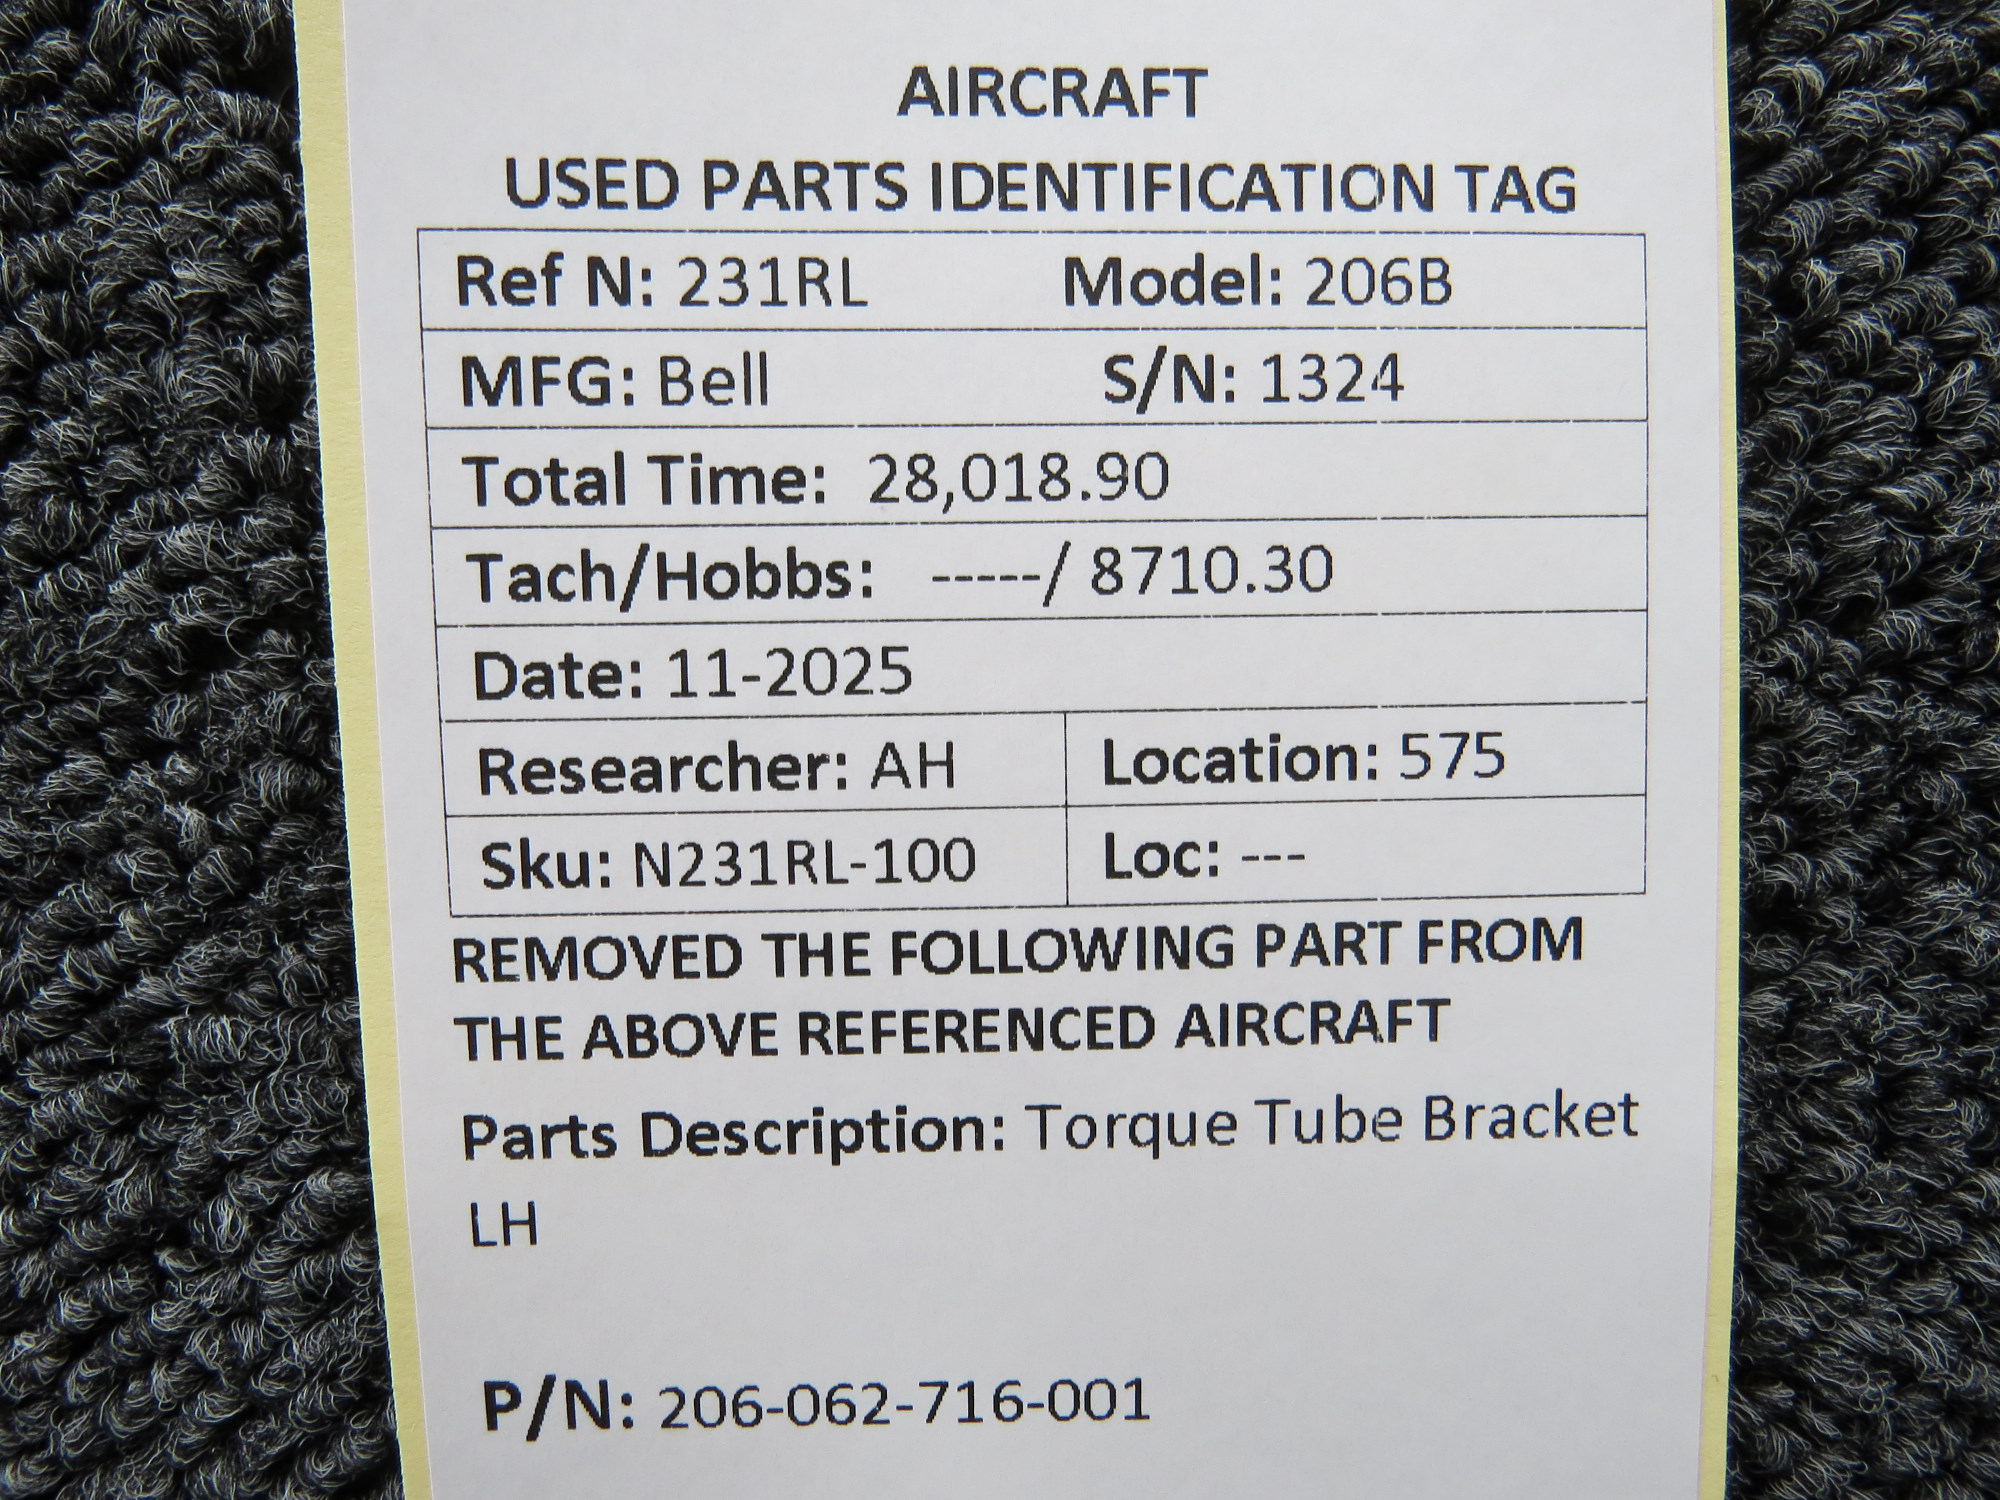 AIRCRAFT
USED PARTS IDENTIFICATION TAG
Ref N: 231RL Model: 206B
MFG: Bell S/N: 1324
Total Time: 28,018.90
Tach/Hobbs: -----/ 8710.30
Date: 11-2025
Researcher: AH Location: 575
Sku: N231RL-100 Loc: ---
REMOVED THE FOLLOWING PART FROM
THE ABOVE REFERENCED AIRCRAFT
Parts Description: Torque Tube Bracket
LH
P/N: 206-062-716-001